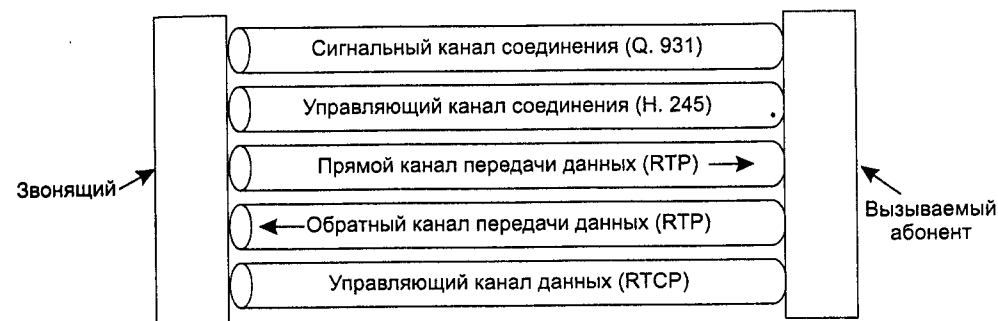 Сигнальный канал соединения (Q. 931)
Управляющий канал соединения (H. 245)
Прямой канал передачи данных (RTP)
Звонящий
Обратный канал передачи данных (RTP)
Вызываемый
абонент
Управляющий канал данных (RTCP)